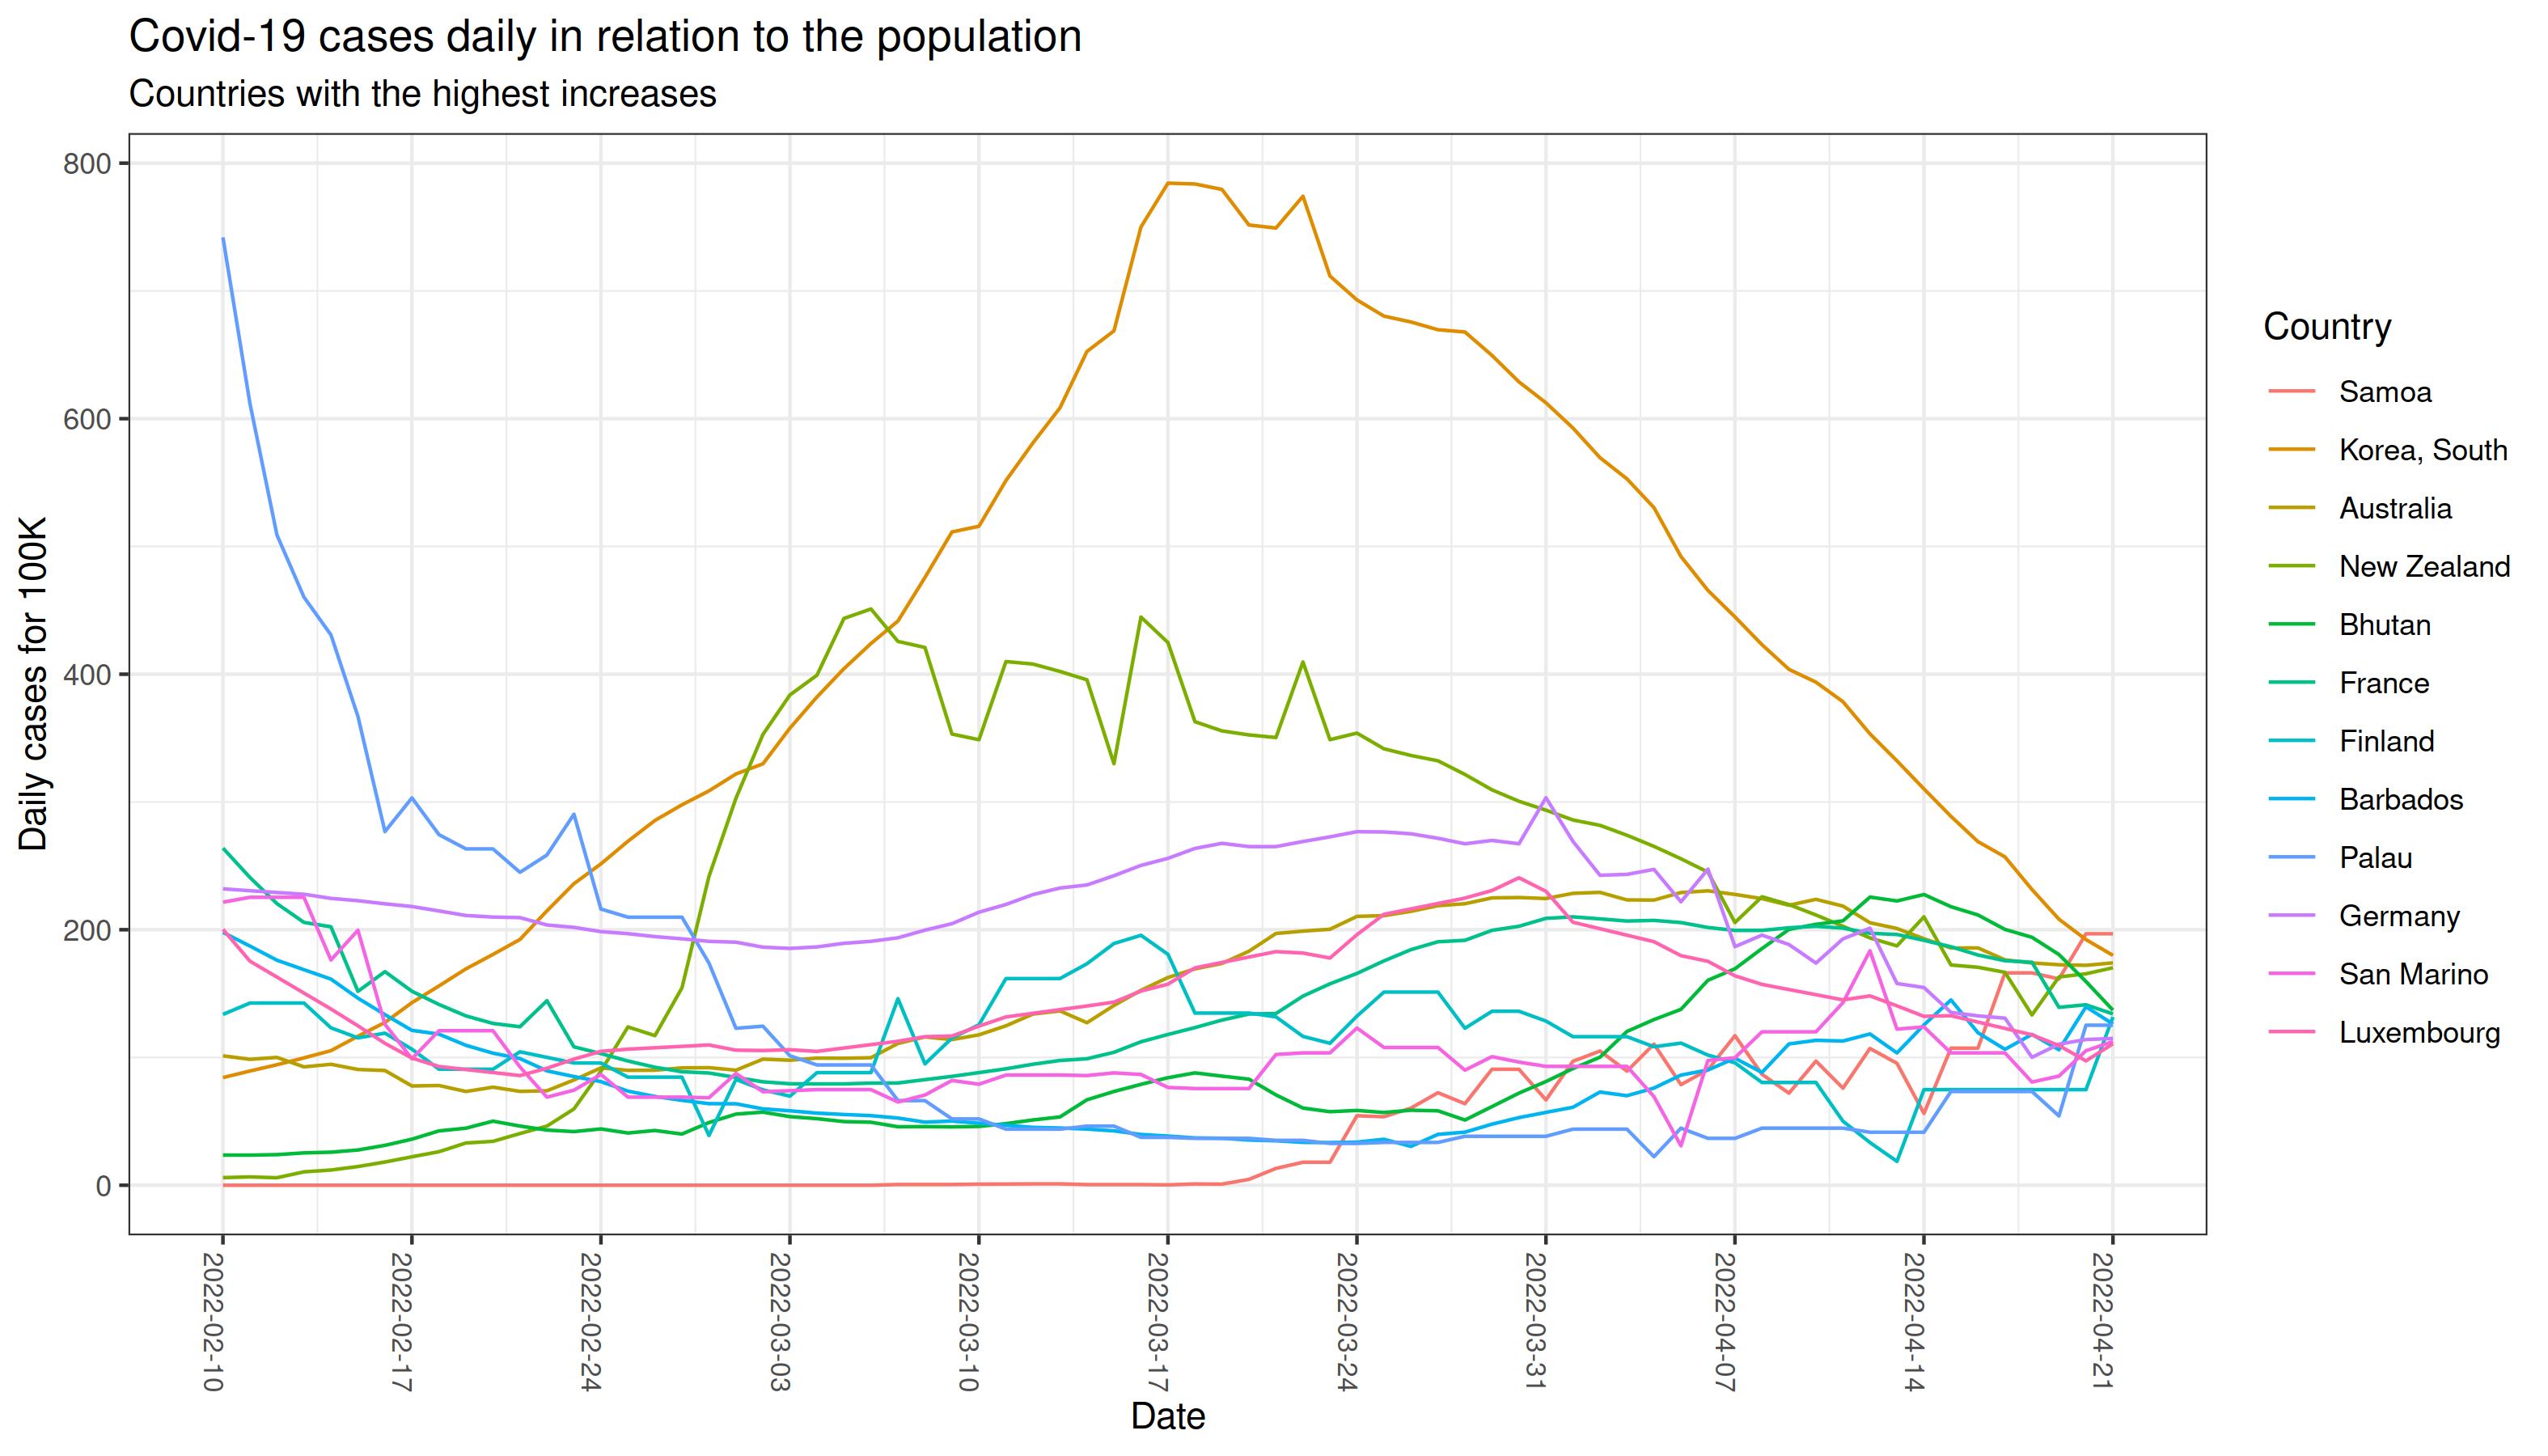 Covid-19 cases daily in relation to the population
Countries with the highest increases
Daily cases for 100K
800
600
400
200
0
2022-02-10
2022-02-17
2022-02-24
2022-03-03
2022-03-10
2022-03-17
2022-03-24
2022-03-31
2022-04-07
2022-04-14
2022-04-21
Date
Country
Samoa
Korea, South
Australia
New Zealand
Bhutan
France
Finland
Barbados
Palau
Germany
San Marino
Luxembourg